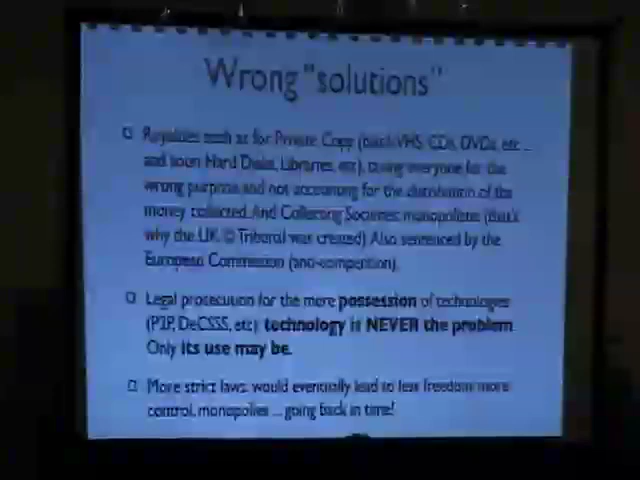 Wrong "solutions"
Royalties such as for Private Copy (blank VHS, CDs, DVDs, etc ...
and soon Hard Disks, Libraries, etc), taxing everyone for the
wrong purpose and not accounting for the distribution of the
money collected. And Collecting Societies monopolies (that's
why the UK © Tribunal was created). Also sentenced by the
European Commission (anti-competition).
Legal prosecution for the mere possession of technologies
(P2P, DeCSSS, etc): technology is NEVER the problem.
Only its use may be.
More strict laws would eventually lead to less freedom, more
control, monopolies ... going back in time!